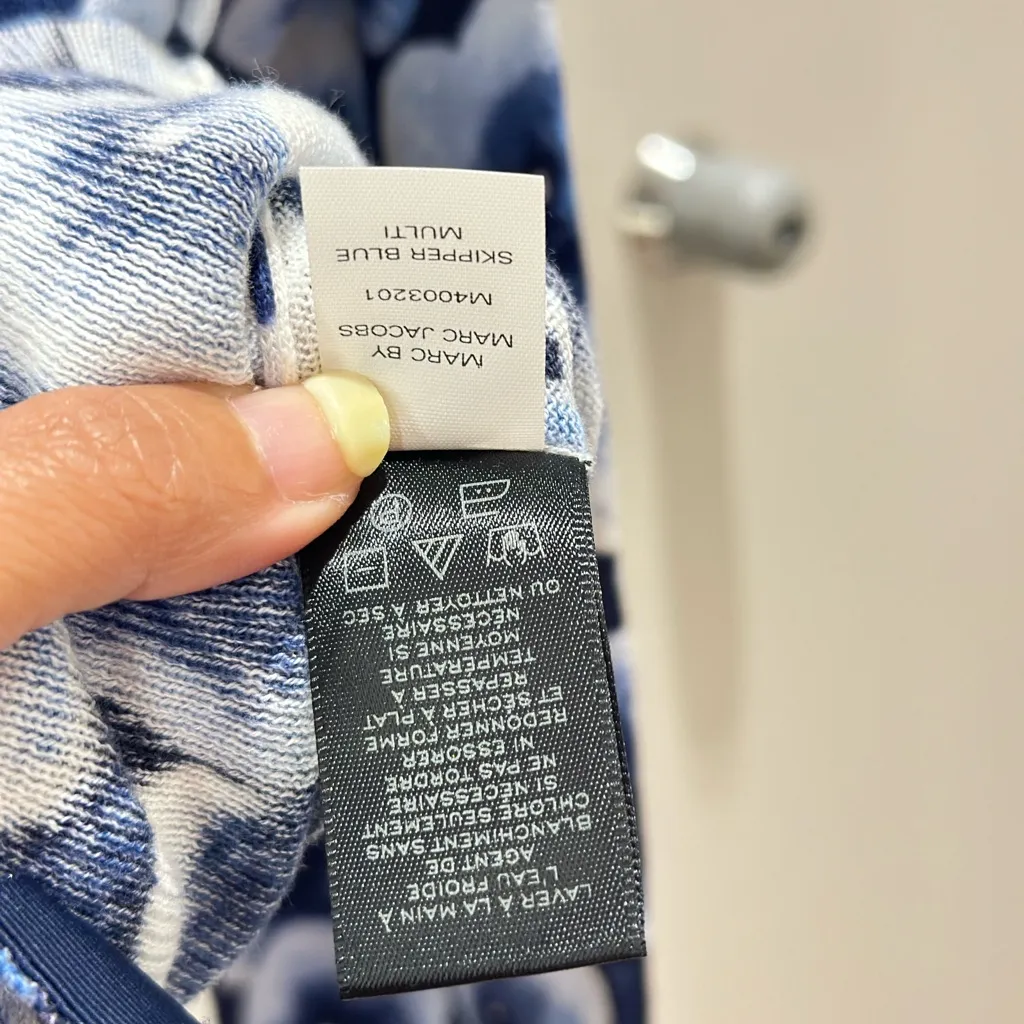 MARC BY
MARC JACOBS
M4003201
SKIPPER BLUE
MULTI
LAVER À LA MAIN À
L'EAU FROIDE
AGENT DE
BLANCHIMENT SANS
CHLORE SEULEMENT
SI NÉCESSAIRE
NE PAS TORDRE
NI ESSORER
REDONNER FORME
ET SÉCHER À PLAT
REPASSER À
TEMPERATURE
MOYENNE SI
NÉCESSAIRE
OU NETTOYER À SEC